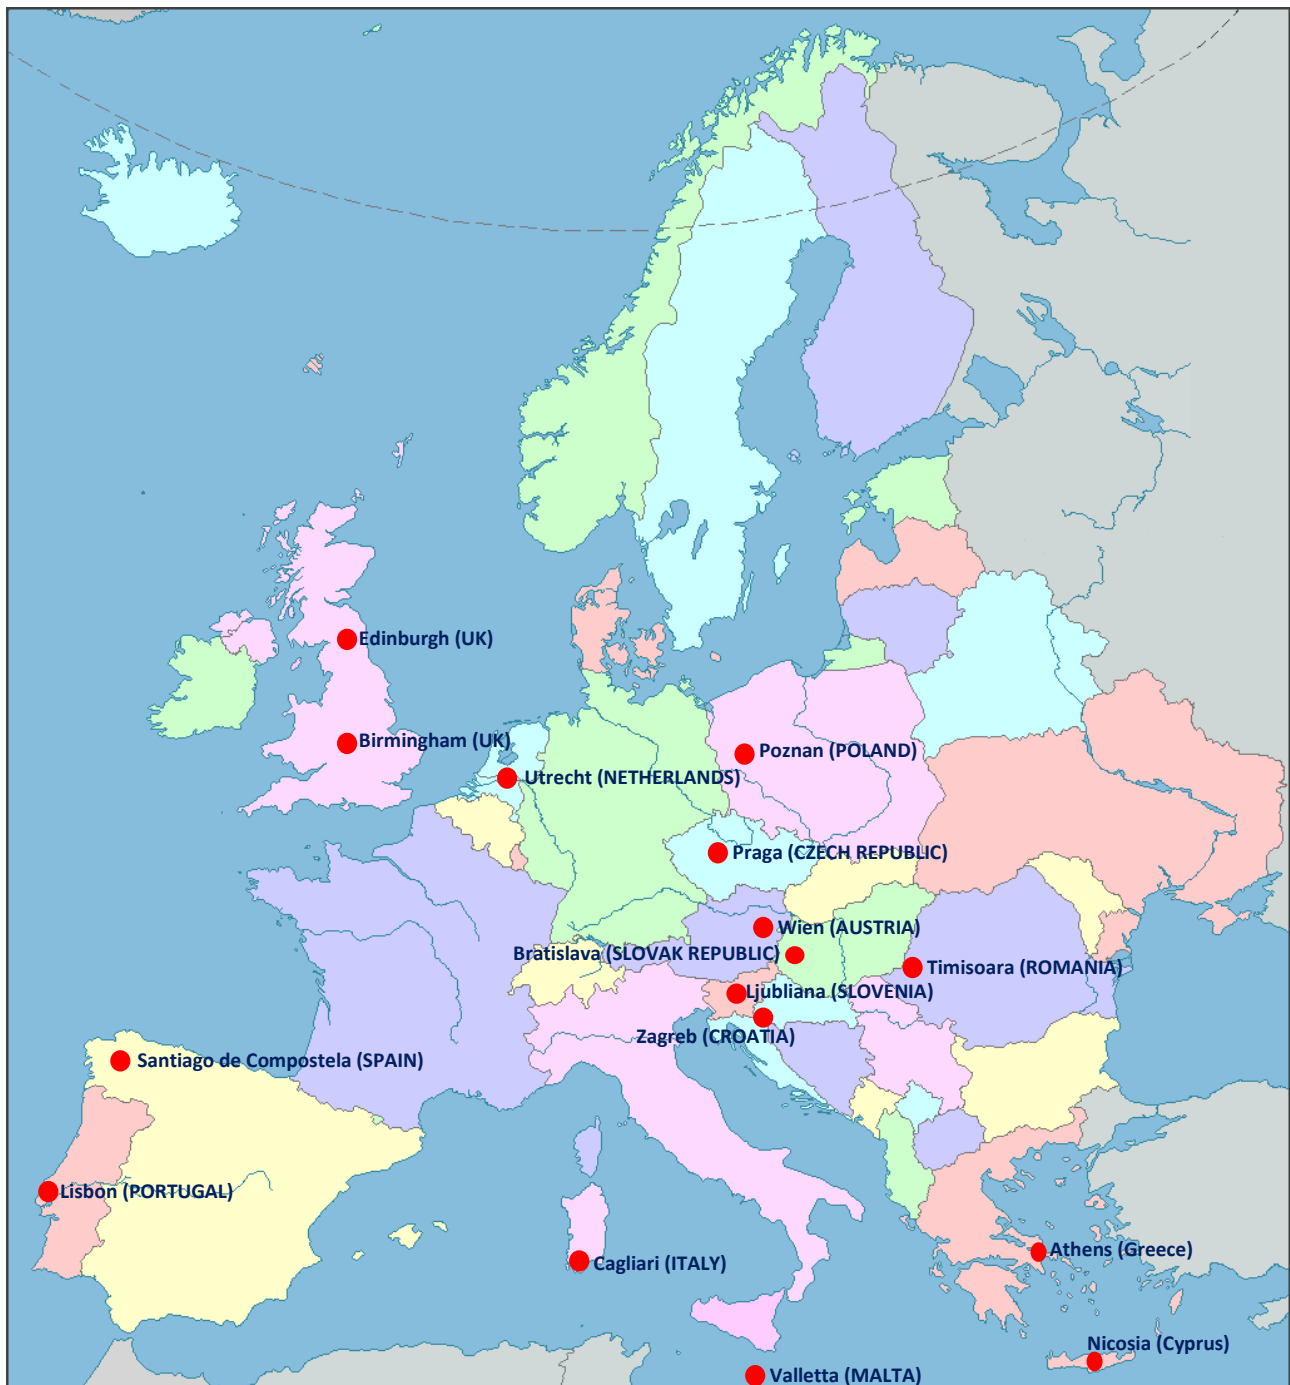 Edinburgh (UK)
Birmingham (UK)
Poznan (POLAND)
Utrecht (NETHERLANDS)
Praga (CZECH REPUBLIC)
Wien (AUSTRIA)
Bratislava (SLOVAK REPUBLIC)
Timisoara (ROMANIA)
Ljubliana (SLOVENIA)
Zagreb (CROATIA)
Santiago de Compostela (SPAIN)
Lisbon (PORTUGAL)
Athens (Greece)
Cagliari (ITALY)
Nicosia (Cyprus)
Valletta (MALTA)